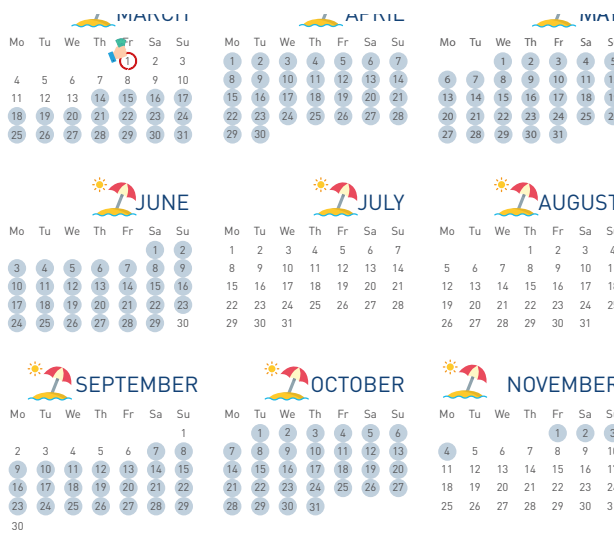 MARCH
Mo Tu We Th Fr Sa Su
1 2 3
4 5 6 7 8 9 10
11 12 13 14 15 16 17
18 19 20 21 22 23 24
25 26 27 28 29 30 31
APRIL
Mo Tu We Th Fr Sa Su
1 2 3 4 5 6 7
8 9 10 11 12 13 14
15 16 17 18 19 20 21
22 23 24 25 26 27 28
29 30
MAY
Mo Tu We Th Fr Sa
1 2 3 4 5
6 7 8 9 10 11
13 14 15 16 17 18
20 21 22 23 24 25
27 28 29 30 31
JUNE
Mo Tu We Th Fr Sa Su
1 2
3 4 5 6 7 8 9
10 11 12 13 14 15 16
17 18 19 20 21 22 23
24 25 26 27 28 29 30
JULY
Mo Tu We Th Fr Sa Su
1 2 3 4 5 6 7
8 9 10 11 12 13 14
15 16 17 18 19 20 21
22 23 24 25 26 27 28
29 30 31
AUGUST
Mo Tu We Th Fr Sa
1 2 3 4
5 6 7 8 9 10
12 13 14 15 16 17
19 20 21 22 23 24
26 27 28 29 30 31
SEPTEMBER
Mo Tu We Th Fr Sa Su
1
2 3 4 5 6 7 8
9 10 11 12 13 14 15
16 17 18 19 20 21 22
23 24 25 26 27 28 29
30
OCTOBER
Mo Tu We Th Fr Sa Su
1 2 3 4 5 6
7 8 9 10 11 12 13
14 15 16 17 18 19 20
21 22 23 24 25 26 27
28 29 30 31
NOVEMBER
Mo Tu We Th Fr Sa
1 2 3
4 5 6 7 8 9
11 12 13 14 15 16
18 19 20 21 22 23
25 26 27 28 29 30